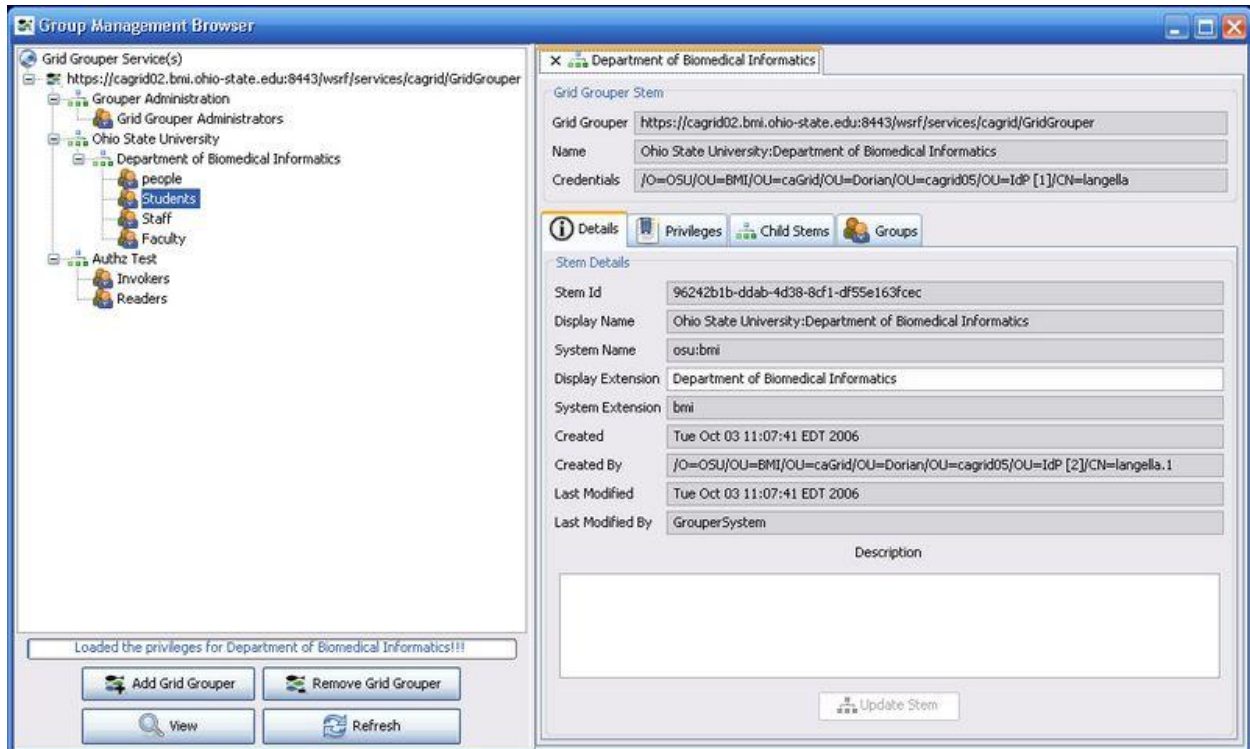 Group Management Browser
Grid Grouper Service(s)
https://cagrid02.bmi.ohio-state.edu:8443/wsrf/services/cagrid/GridGrouper
Grouper Administration
Grid Grouper Administrators
Ohio State University
Department of Biomedical Informatics
people
Students
Staff
Faculty
Authz Test
Invokers
Readers
Loaded the privileges for Department of Biomedical Informatics!!!
Add Grid Grouper
Remove Grid Grouper
View
Refresh
Department of Biomedical Informatics
Grid Grouper Stem
Grid Grouper https://cagrid02.bmi.ohio-state.edu:8443/wsrf/services/cagrid/GridGrouper
Name Ohio State University:Department of Biomedical Informatics
Credentials /O=OSU/OU=BMI/OU=caGrid/OU=Dorian/OU=cagrid05/OU=IdP [1]/CN=langella
Details Privileges Child Stems Groups
Stem Details
Stem Id 96242b1b-ddab-4d38-8cf1-df55e163fcec
Display Name Ohio State University:Department of Biomedical Informatics
System Name osu:bmi
Display Extension Department of Biomedical Informatics
System Extension bmi
Created Tue Oct 03 11:07:41 EDT 2006
Created By /O=OSU/OU=BMI/OU=caGrid/OU=Dorian/OU=cagrid05/OU=IdP [2]/CN=langella.1
Last Modified Tue Oct 03 11:07:41 EDT 2006
Last Modified By GrouperSystem
Description
Update Stem